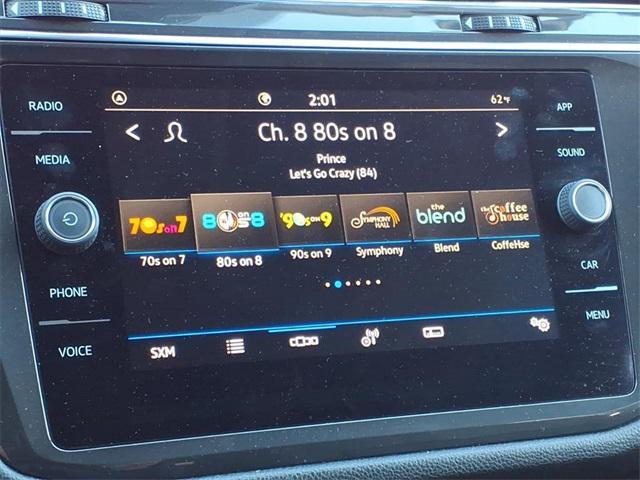 RADIO
MEDIA
PHONE
VOICE
2:01
62°F
Ch. 8 80s on 8
Prince
Let's Go Crazy (84)
70s on 7
80s on 8
'90s on 9
SYMPHONY HALL
the blend
the coffee house
70s on 7
80s on 8
90s on 9
Symphony
Blend
CoffeHse
SXM
APP
SOUND
CAR
MENU